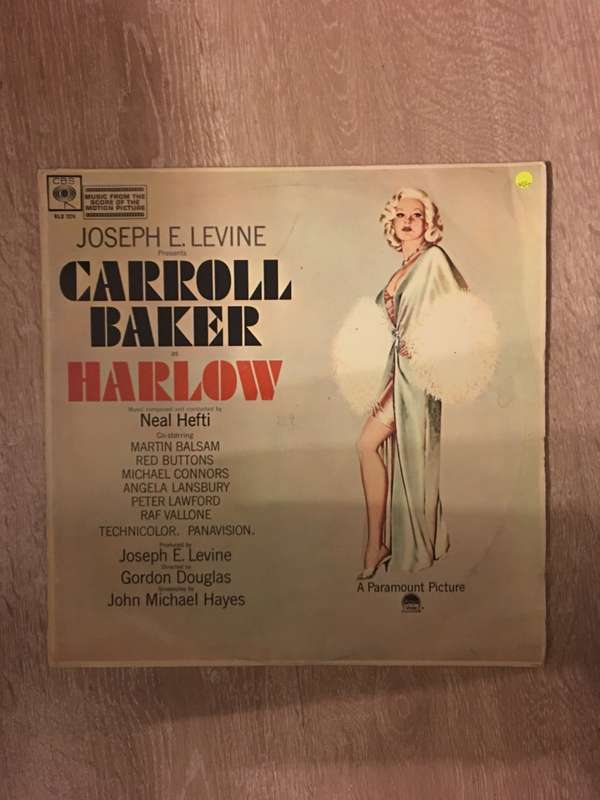 CBS
MUSIC FROM THE
SCORE OF THE
MOTION PICTURE
JOSEPH E. LEVINE
Presents
CARROLL
BAKER
as
HARLOW
Music composed and conducted by
Neal Hefti
Co-starring
MARTIN BALSAM
RED BUTTONS
MICHAEL CONNORS
ANGELA LANSBURY
PETER LAWFORD
RAF VALLONE
TECHNICOLOR. PANAVISION.
Produced by
Joseph E. Levine
Directed by
Gordon Douglas
Screenplay by
John Michael Hayes
A Paramount Picture